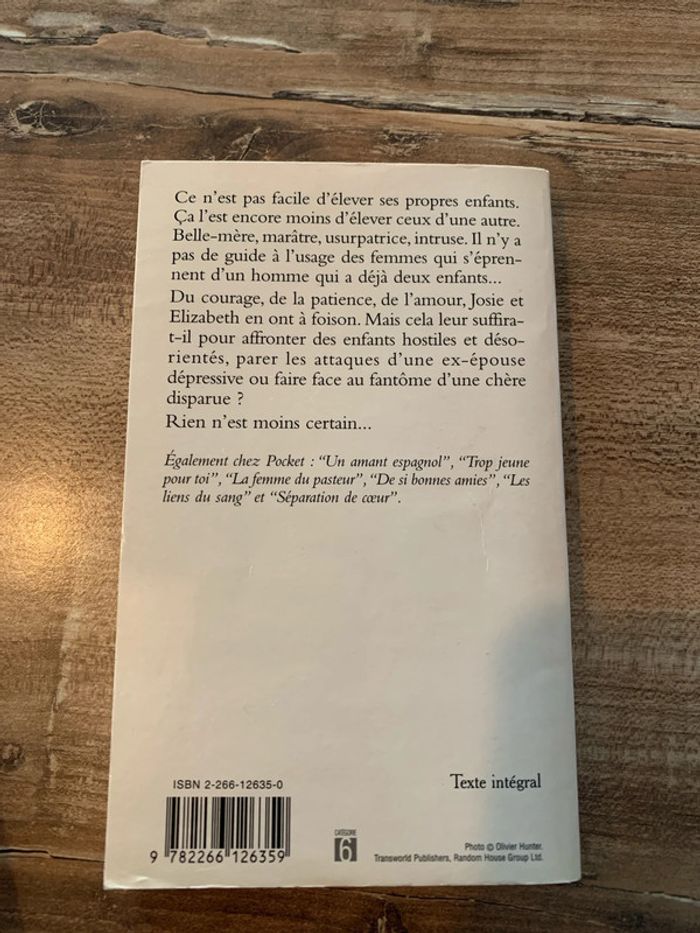 Ce n'est pas facile d'élever ses propres enfants.
Ça l'est encore moins d'élever ceux d'une autre.
Belle-mère, marâtre, usurpatrice, intruse. Il n'y a
pas de guide à l'usage des femmes qui s'épren-
nent d'un homme qui a déjà deux enfants...
Du courage, de la patience, de l'amour, Josie et
Elizabeth en ont à foison. Mais cela leur suffira-
t-il pour affronter des enfants hostiles et déso-
rientés, parer les attaques d'une ex-épouse
dépressive ou faire face au fantôme d'une chère
disparue ?
Rien n'est moins certain...
Également chez Pocket : “Un amant espagnol”, “Trop jeune
pour toi”, “La femme du pasteur”, “De si bonnes amies”, “Les
liens du sang” et “Séparation de cœur”.
ISBN 2-266-12635-0
Texte intégral
9 782266 126359
CATÉGORIE
6
Photo © Olivier Hunter.
Transworld Publishers, Random House Group Ltd.